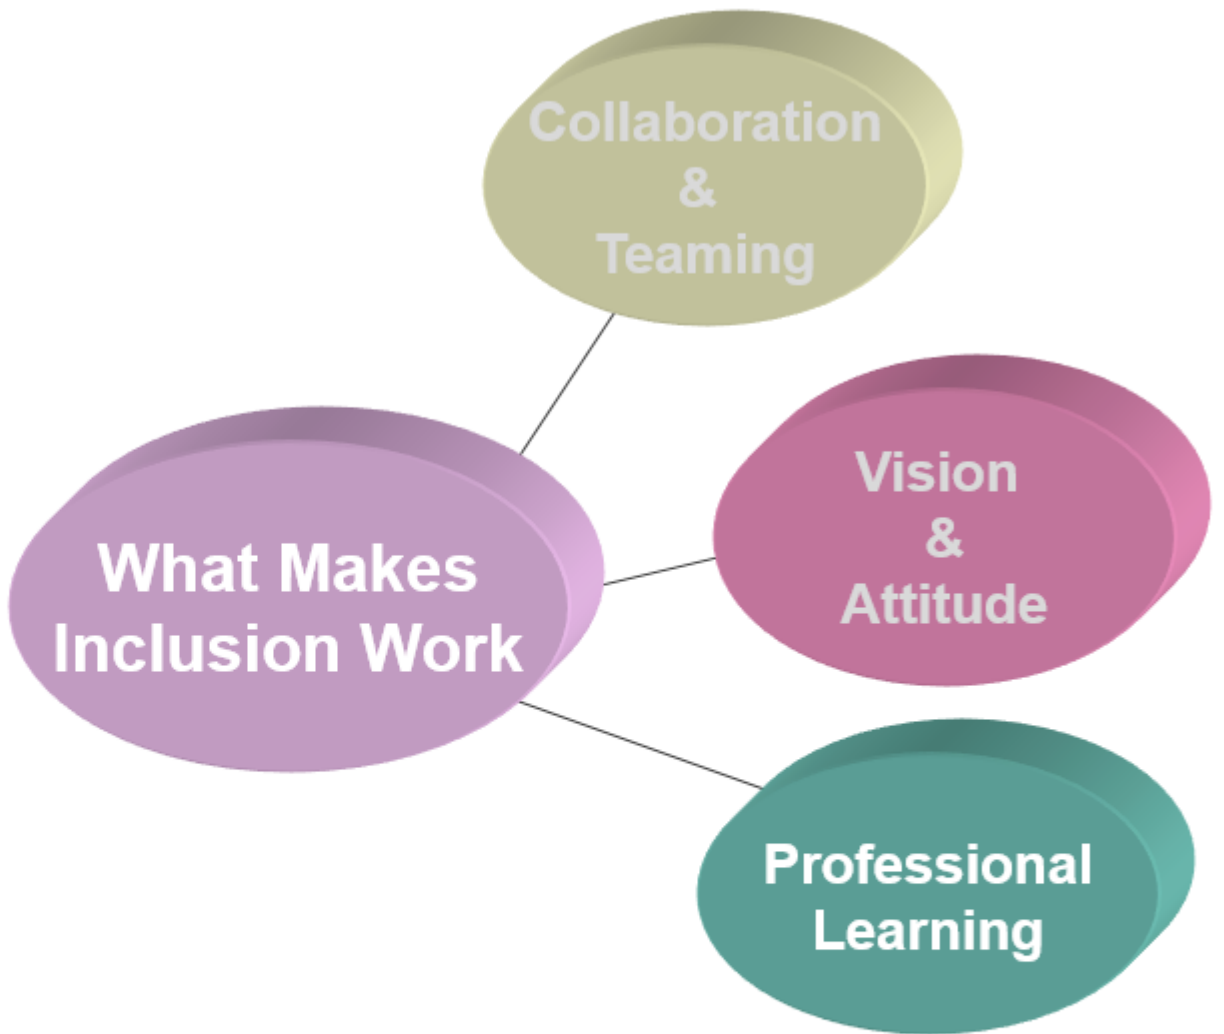 Collaboration
&
Teaming
Vision
&
Attitude
What Makes
Inclusion Work
Professional
Learning